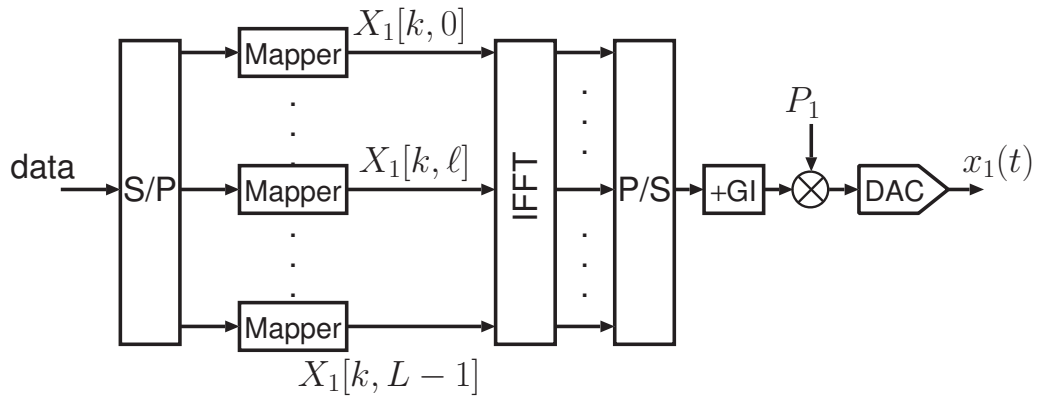 X₁[k, 0]
Mapper
P₁
data
S/P
X₁[k, ℓ]
Mapper
IFFT
P/S
+GI
DAC
x₁(t)
Mapper
X₁[k, L − 1]